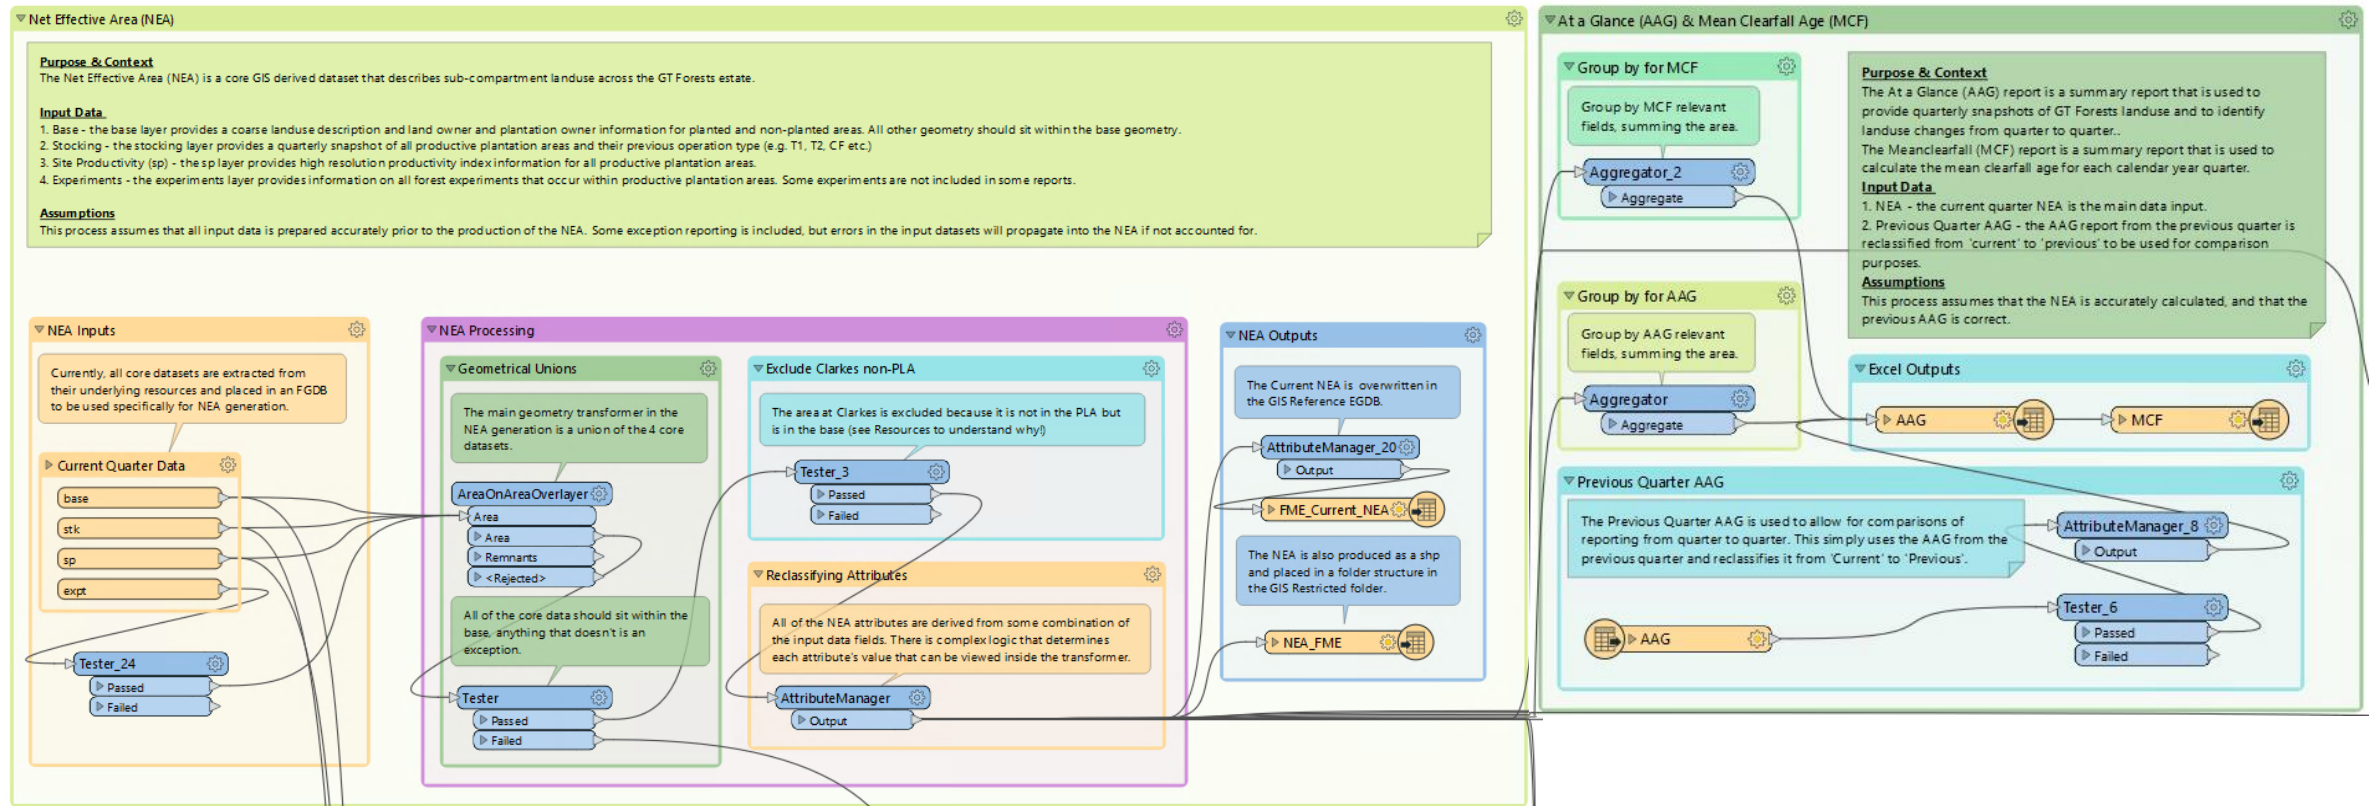 Net Effective Area (NEA)
Purpose & Context
The Net Effective Area (NEA) is a core GIS derived dataset that describes sub-compartment landuse across the GT Forests estate.
Input Data
1. Base - the base layer provides a coarse landuse description and land owner and plantation owner information for planted and non-planted areas. All other geometry should sit within the base geometry.
2. Stocking - the stocking layer provides a quarterly snapshot of all productive plantation areas and their previous operation type (e.g. T1, T2, CF etc.)
3. Site Productivity (sp) - the sp layer provides high resolution productivity index information for all productive plantation areas.
4. Experiments - the experiments layer provides information on all forest experiments that occur within productive plantation areas. Some experiments are not included in some reports.
Assumptions
This process assumes that all input data is prepared accurately prior to the production of the NEA. Some exception reporting is included, but errors in the input datasets will propagate into the NEA if not accounted for.
NEA Inputs
Currently, all core datasets are extracted from
their underlying resources and placed in an FGDB
to be used specifically for NEA generation.
Current Quarter Data
base
stk
sp
expt
Tester_24
Passed
Failed
NEA Processing
Geometrical Unions
The main geometry transformer in the
NEA generation is a union of the 4 core
datasets.
AreaOnAreaOverlayer
Area
Area
Remnants
<Rejected>
All of the core data should sit within the
base, anything that doesn't is an
exception.
Tester
Passed
Failed
Exclude Clarkes non-PLA
The area at Clarkes is excluded because it is not in the PLA but
is in the base (see Resources to understand why!)
Tester_3
Passed
Failed
Reclassifying Attributes
All of the NEA attributes are derived from some combination of
the input data fields. There is complex logic that determines
each attribute's value that can be viewed inside the transformer.
AttributeManager
Output
NEA Outputs
The Current NEA is overwritten in
the GIS Reference EGDB.
AttributeManager_20
Output
FME_Current_NEA
The NEA is also produced as a shp
and placed in a folder structure in
the GIS Restricted folder.
NEA_FME
At a Glance (AAG) & Mean Clearfall Age (MCF)
Group by for MCF
Group by MCF relevant
fields, summing the area.
Aggregator_2
Aggregate
Purpose & Context
The At a Glance (AAG) report is a summary report that is used to
provide quarterly snapshots of GT Forests landuse and to identify
landuse changes from quarter to quarter..
The Meanclearfall (MCF) report is a summary report that is used to
calculate the mean clearfall age for each calendar year quarter.
Input Data
1. NEA - the current quarter NEA is the main data input.
2. Previous Quarter AAG - the AAG report from the previous quarter is
reclassified from 'current' to 'previous' to be used for comparison
purposes.
Assumptions
This process assumes that the NEA is accurately calculated, and that the
previous AAG is correct.
Group by for AAG
Group by AAG relevant
fields, summing the area.
Aggregator
Aggregate
Excel Outputs
AAG
MCF
Previous Quarter AAG
The Previous Quarter AAG is used to allow for comparisons of
reporting from quarter to quarter. This simply uses the AAG from the
previous quarter and reclassifies it from 'Current' to 'Previous'.
AttributeManager_8
Output
AAG
Tester_6
Passed
Failed